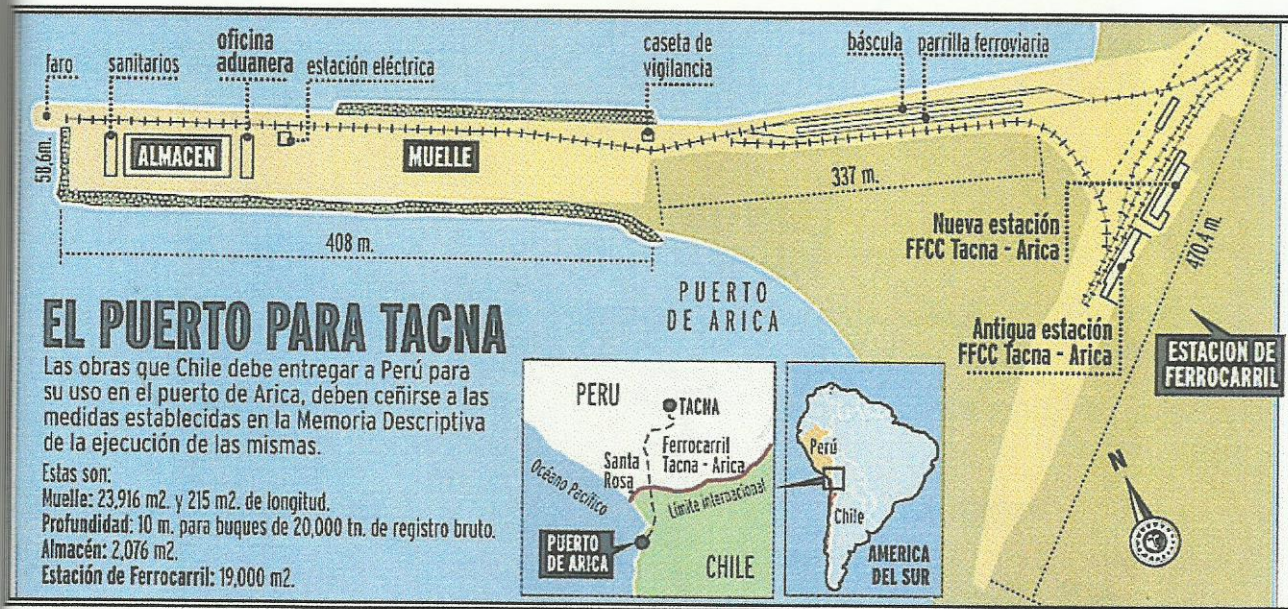 faro
sanitarios
oficina
aduanera
estación eléctrica
caseta de
vigilancia
báscula
parrilla ferroviaria
58,6m.
ALMACEN
MUELLE
337 m.
408 m.
Nueva estación
FFCC Tacna - Arica
470,4 m.
PUERTO
DE ARICA
Antigua estación
FFCC Tacna - Arica
ESTACION DE
FERROCARRIL
EL PUERTO PARA TACNA
Las obras que Chile debe entregar a Perú para
su uso en el puerto de Arica, deben ceñirse a las
medidas establecidas en la Memoria Descriptiva
de la ejecución de las mismas.
Estas son:
Muelle: 23,916 m2. y 215 m2. de longitud.
Profundidad: 10 m. para buques de 20,000 tn. de registro bruto.
Almacén: 2,076 m2.
Estación de Ferrocarril: 19,000 m2.
PERU
TACNA
Ferrocarril
Tacna - Arica
Santa
Rosa
Océano Pacífico
Límite internacional
PUERTO
DE ARICA
CHILE
Perú
Chile
AMERICA
DEL SUR
N